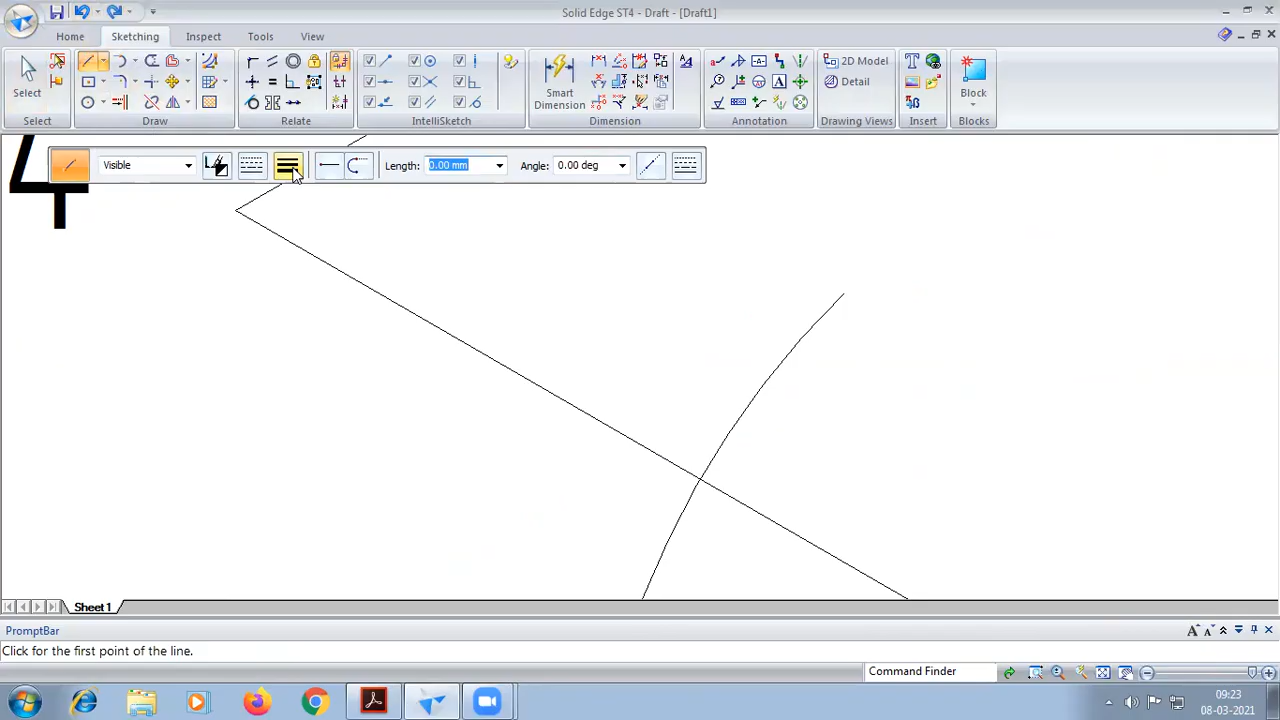 Solid Edge ST4 - Draft - [Draft1]
Home Sketching Inspect Tools View
Select
Smart
Dimension
2D Model
Detail
Block
Select Draw Relate IntelliSketch Dimension Annotation Drawing Views Insert Blocks
4
Visible Length: 0.00 mm Angle: 0.00 deg
Sheet 1
PromptBar
Click for the first point of the line.
Command Finder
09:23
08-03-2021